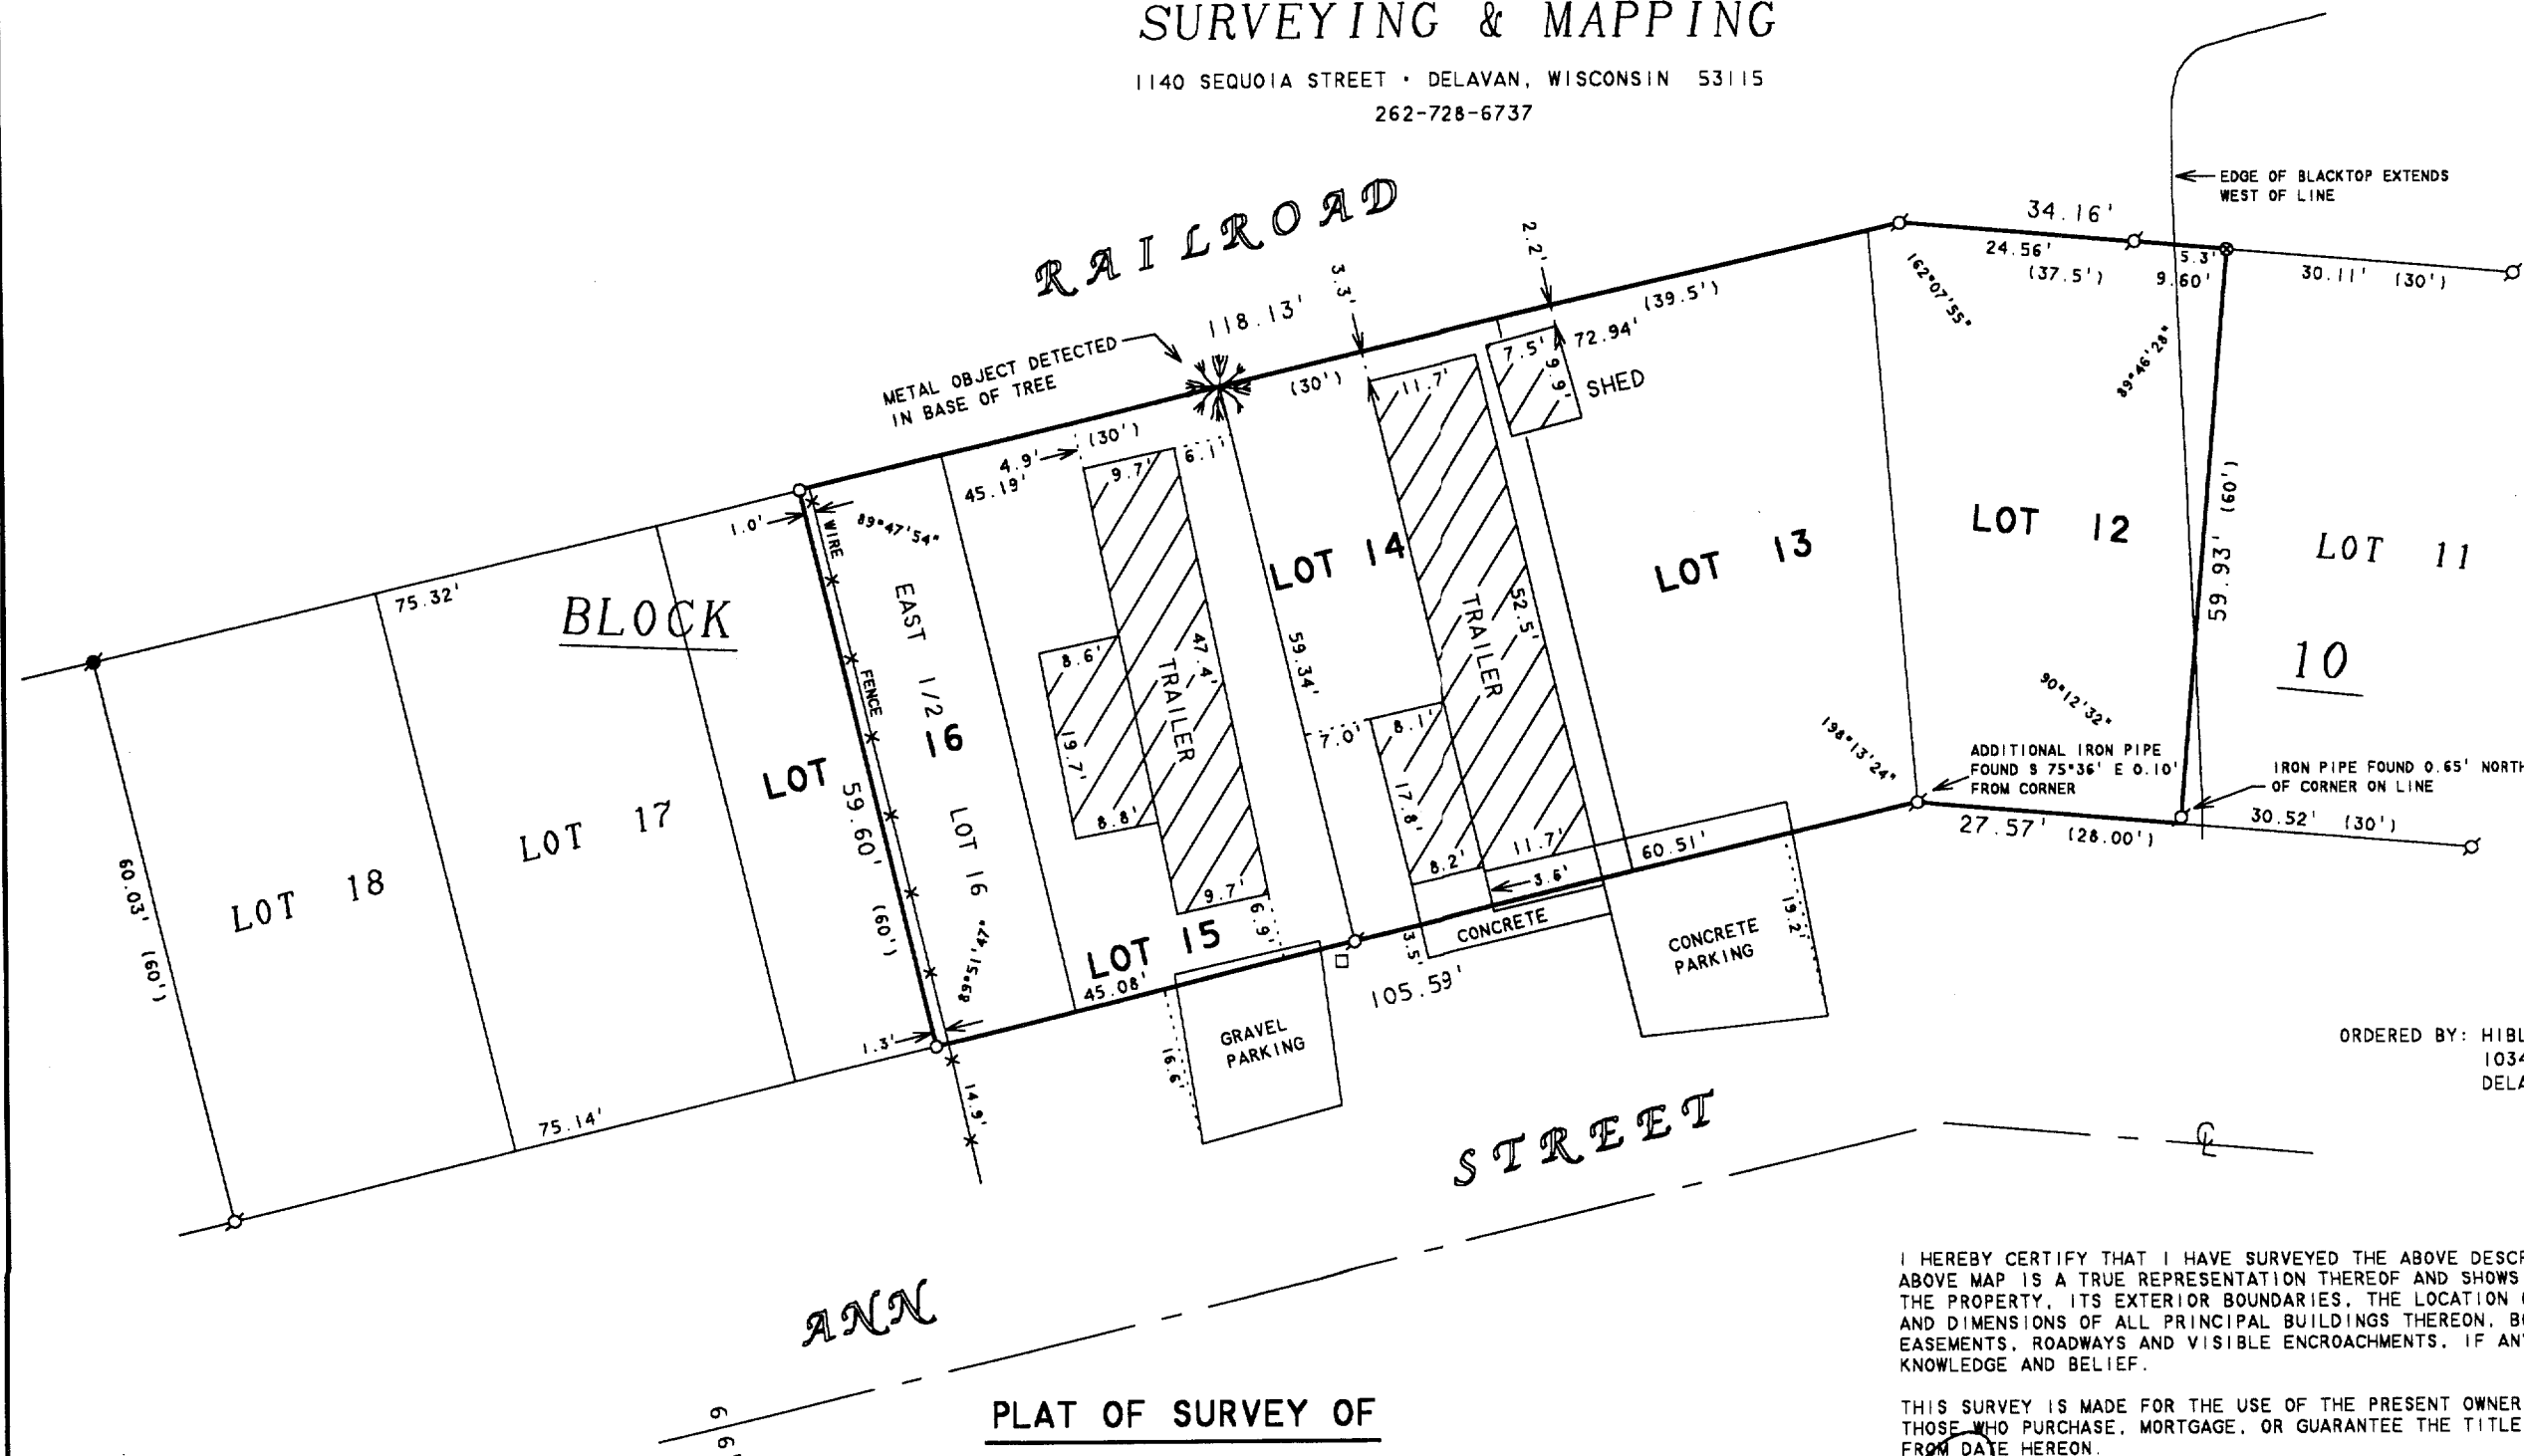 SURVEYING & MAPPING
1140 SEQUOIA STREET • DELAVAN, WISCONSIN 53115
262-728-6737
RAILROAD
EDGE OF BLACKTOP EXTENDS
WEST OF LINE
34.16'
24.56'
(37.5')
5.3'
9.60'
30.11' (30')
162°07'55"
89°46'28"
2.2'
3.3'
(39.5')
72.94'
118.13'
METAL OBJECT DETECTED
IN BASE OF TREE
(30')
11.7'
7.5'
9.9'
SHED
(30')
4.9'
9.7'
6.1'
45.19'
1.0'
WIRE
89°47'54"
75.32'
BLOCK
EAST 1/2
LOT 16
LOT 14
LOT 13
LOT 12
LOT 11
59.93' (60')
10
FENCE
8.6'
TRAILER
47.4'
59.34'
TRAILER
52.5'
19.7'
8.8'
7.0'
8.1'
17.8'
90°12'32"
198°13'24"
ADDITIONAL IRON PIPE
FOUND S 75°36' E 0.10'
FROM CORNER
IRON PIPE FOUND 0.65' NORTH
OF CORNER ON LINE
LOT 16
59.60' (60')
LOT 17
LOT 18
60.03' (60')
89°51'47"
9.7'
6.9'
LOT 15
45.08'
8.2'
11.7'
3.6'
60.51'
27.57' (28.00')
30.52' (30')
CONCRETE
3.5'
105.59'
CONCRETE
PARKING
19.2'
GRAVEL
PARKING
16.6'
1.3'
14.9'
75.14'
ORDERED BY: HIBL
1034
DELA
STREET
ANN
66
PLAT OF SURVEY OF
I HEREBY CERTIFY THAT I HAVE SURVEYED THE ABOVE DESCR
ABOVE MAP IS A TRUE REPRESENTATION THEREOF AND SHOWS
THE PROPERTY, ITS EXTERIOR BOUNDARIES, THE LOCATION
AND DIMENSIONS OF ALL PRINCIPAL BUILDINGS THEREON, BO
EASEMENTS, ROADWAYS AND VISIBLE ENCROACHMENTS, IF AN
KNOWLEDGE AND BELIEF.
THIS SURVEY IS MADE FOR THE USE OF THE PRESENT OWNER
THOSE WHO PURCHASE, MORTGAGE, OR GUARANTEE THE TITLE
FROM DATE HEREON.